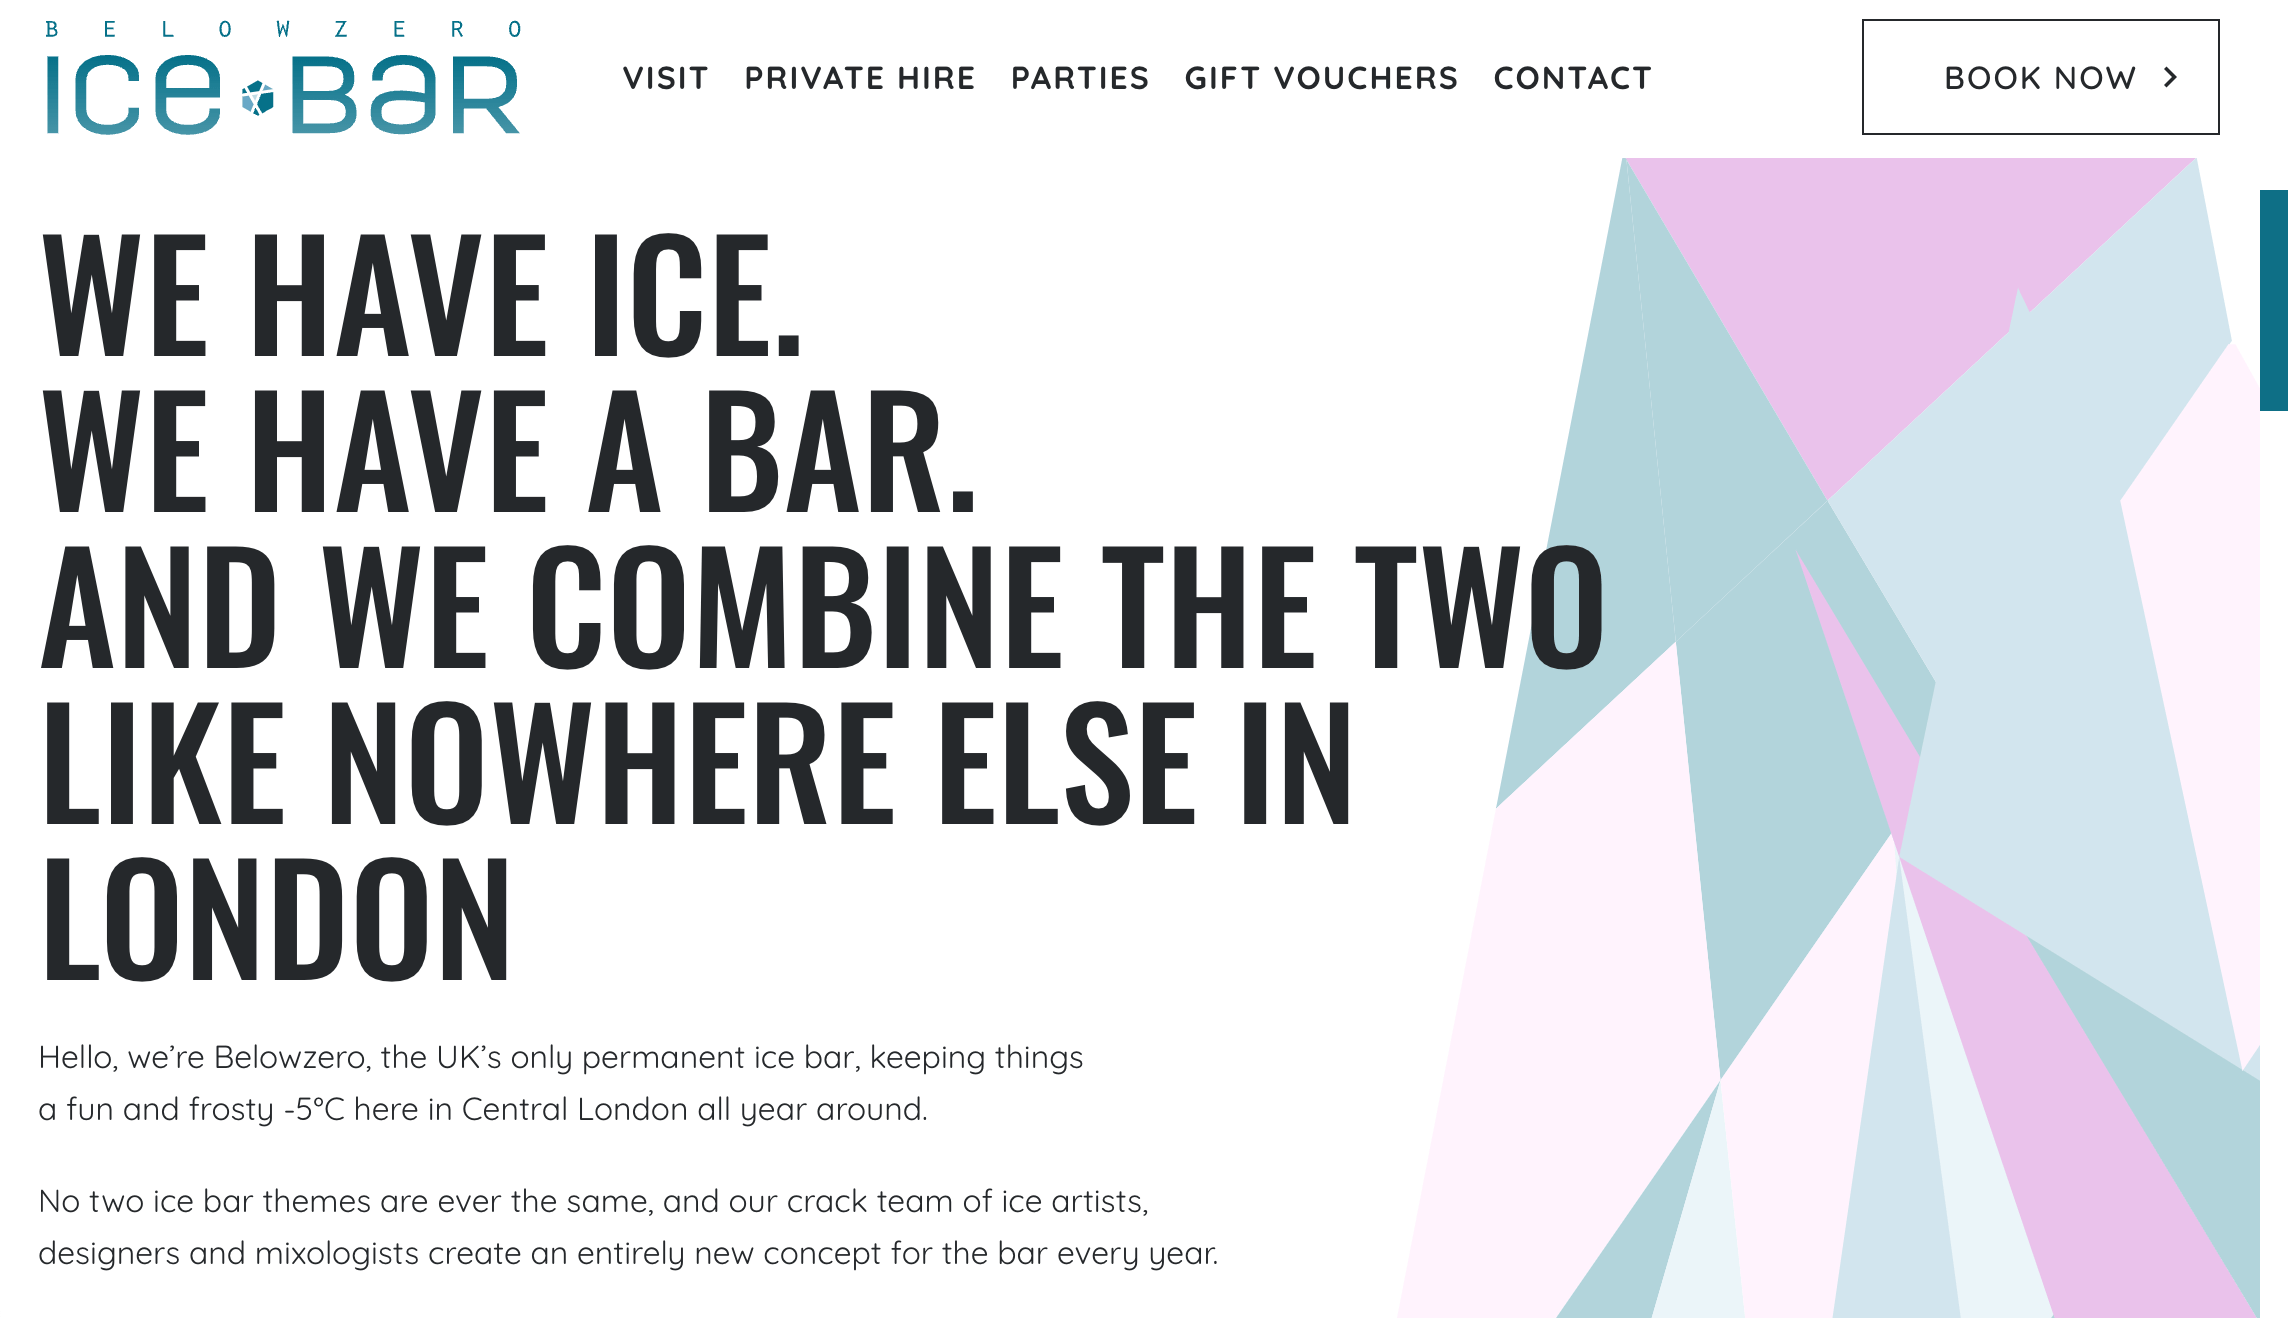 BELOWZERO
ICE BAR
VISIT PRIVATE HIRE PARTIES GIFT VOUCHERS CONTACT
BOOK NOW
WE HAVE ICE.
WE HAVE A BAR.
AND WE COMBINE THE TWO
LIKE NOWHERE ELSE IN
LONDON
Hello, we’re Belowzero, the UK’s only permanent ice bar, keeping things
a fun and frosty -5°C here in Central London all year around.
No two ice bar themes are ever the same, and our crack team of ice artists,
designers and mixologists create an entirely new concept for the bar every year.